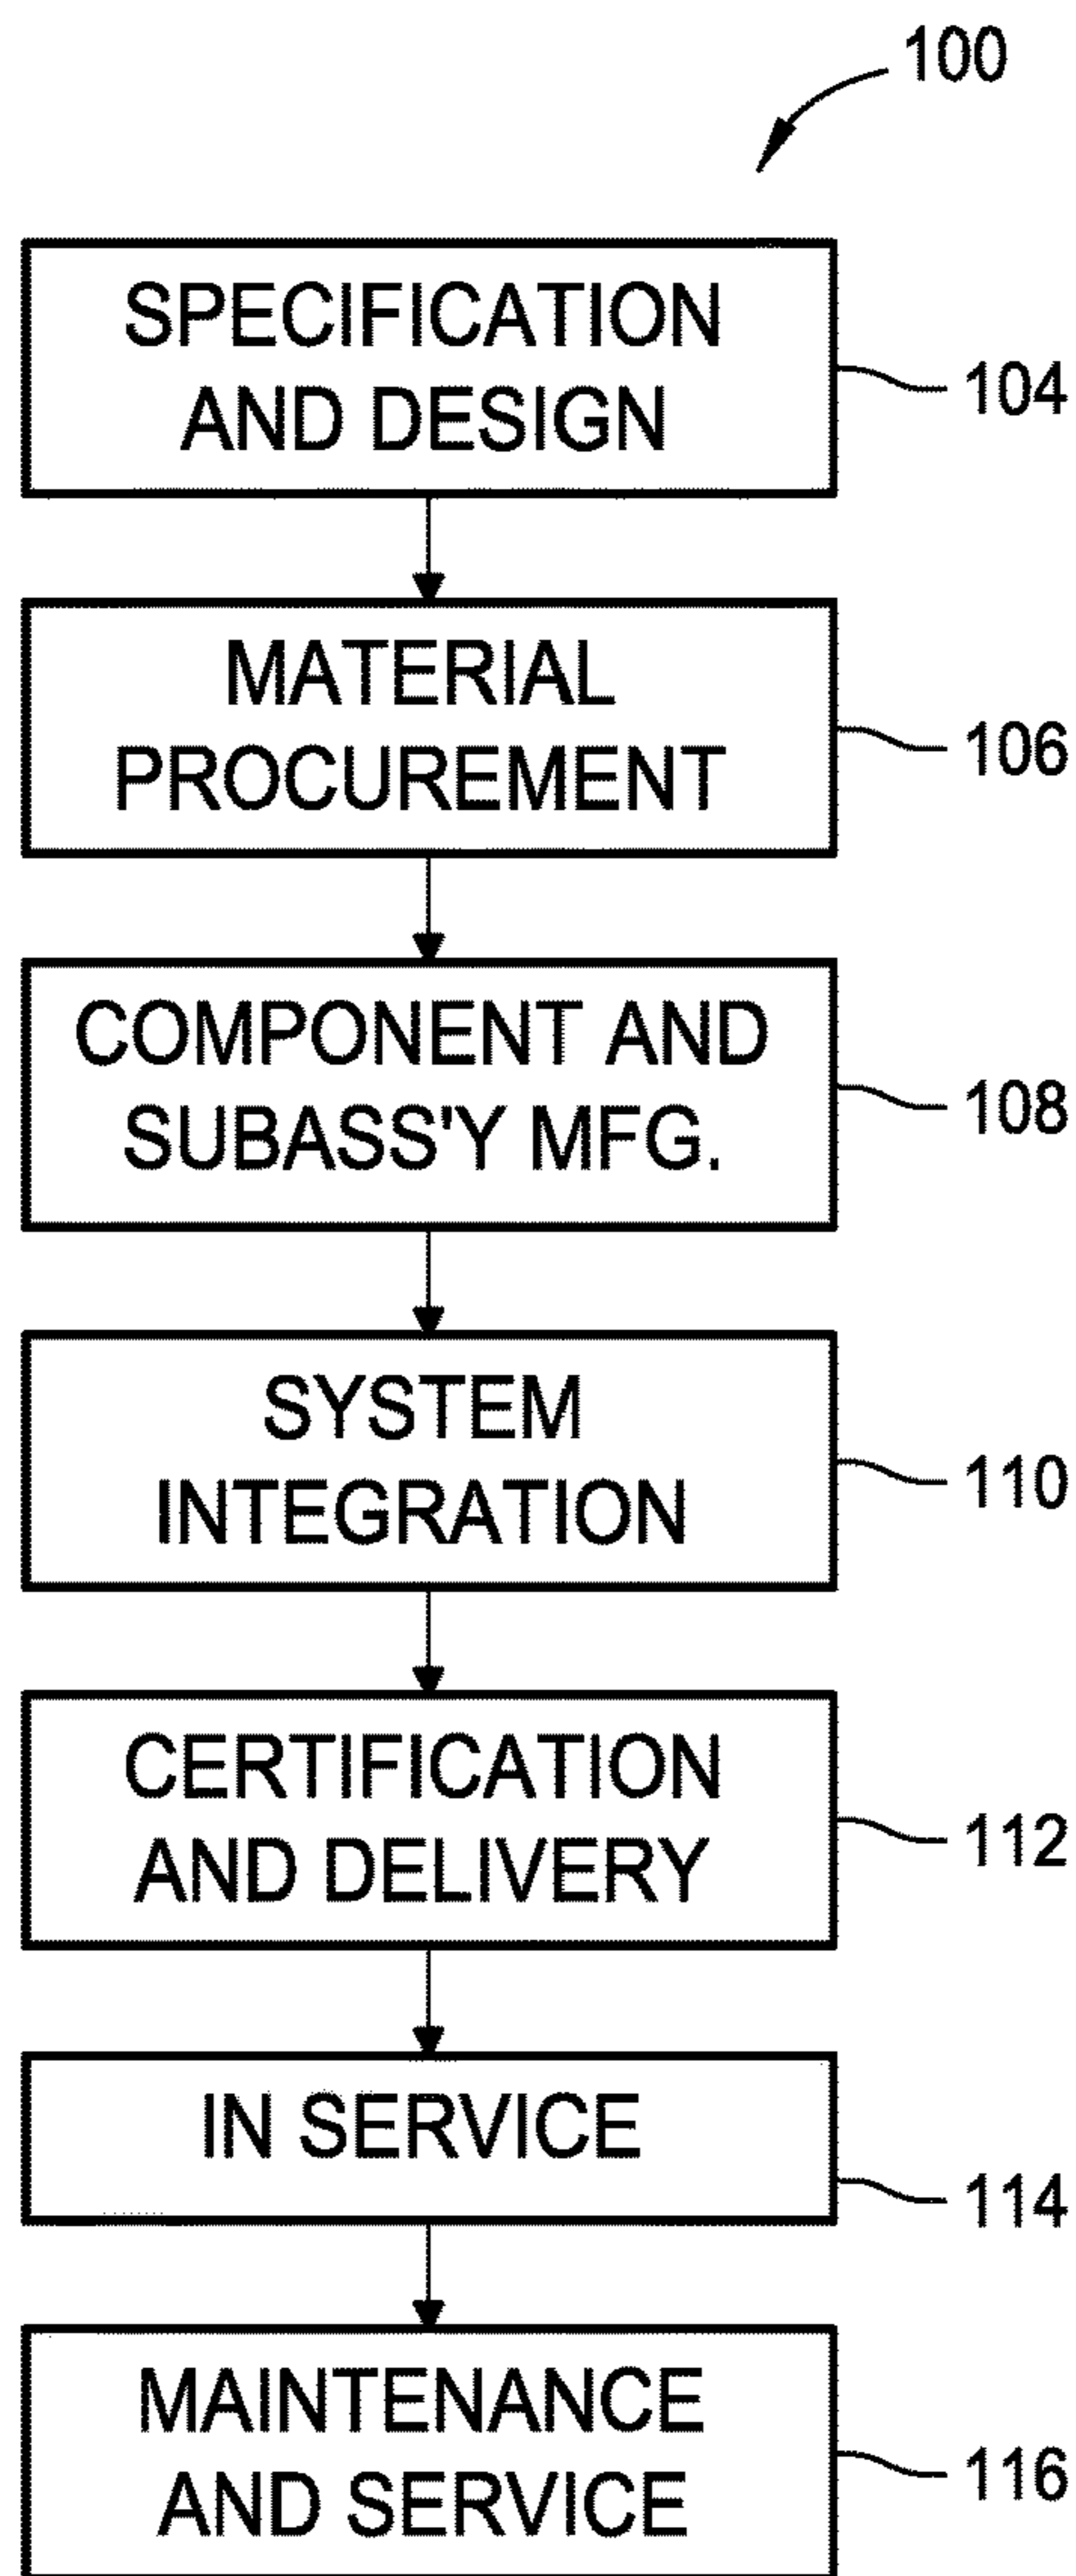 100
SPECIFICATION
AND DESIGN
104
MATERIAL
PROCUREMENT
106
COMPONENT AND
SUBASS'Y MFG.
108
SYSTEM
INTEGRATION
110
CERTIFICATION
AND DELIVERY
112
IN SERVICE
114
MAINTENANCE
AND SERVICE
116